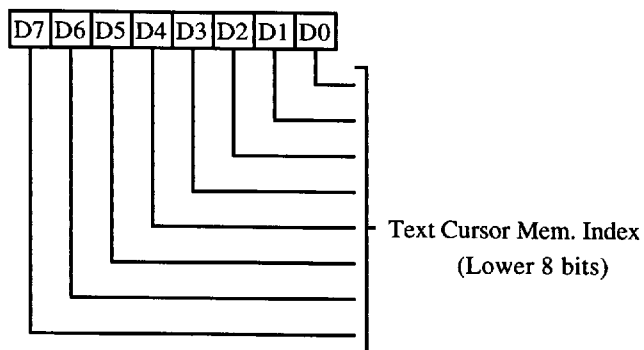 D7 D6 D5 D4 D3 D2 D1 D0
Text Cursor Mem. Index
(Lower 8 bits)